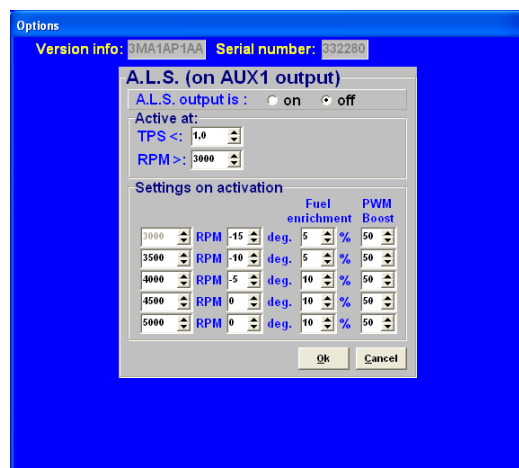 Options
Version info: 3MA1AP1AA Serial number: 332280
A.L.S. (on AUX1 output)
A.L.S. output is : on off
Active at:
TPS <: 1,0
RPM >: 3000
Settings on activation
Fuel PWM
enrichment Boost
3000 RPM -15 deg. 5 % 50
3500 RPM -10 deg. 5 % 50
4000 RPM -5 deg. 10 % 50
4500 RPM 0 deg. 10 % 50
5000 RPM 0 deg. 10 % 50
Ok Cancel